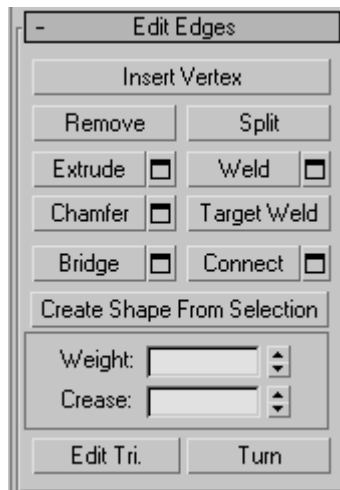 - Edit Edges
Insert Vertex
Remove Split
Extrude Weld
Chamfer Target Weld
Bridge Connect
Create Shape From Selection
Weight:
Crease:
Edit Tri. Turn